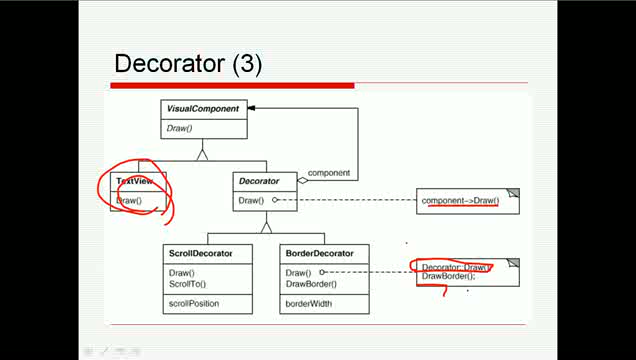 Decorator (3)
VisualComponent
Draw()
component
TextView
Draw()
Decorator
Draw()
component->Draw()
ScrollDecorator
Draw()
ScrollTo()
scrollPosition
BorderDecorator
Draw()
DrawBorder()
borderWidth
Decorator::Draw();
DrawBorder();